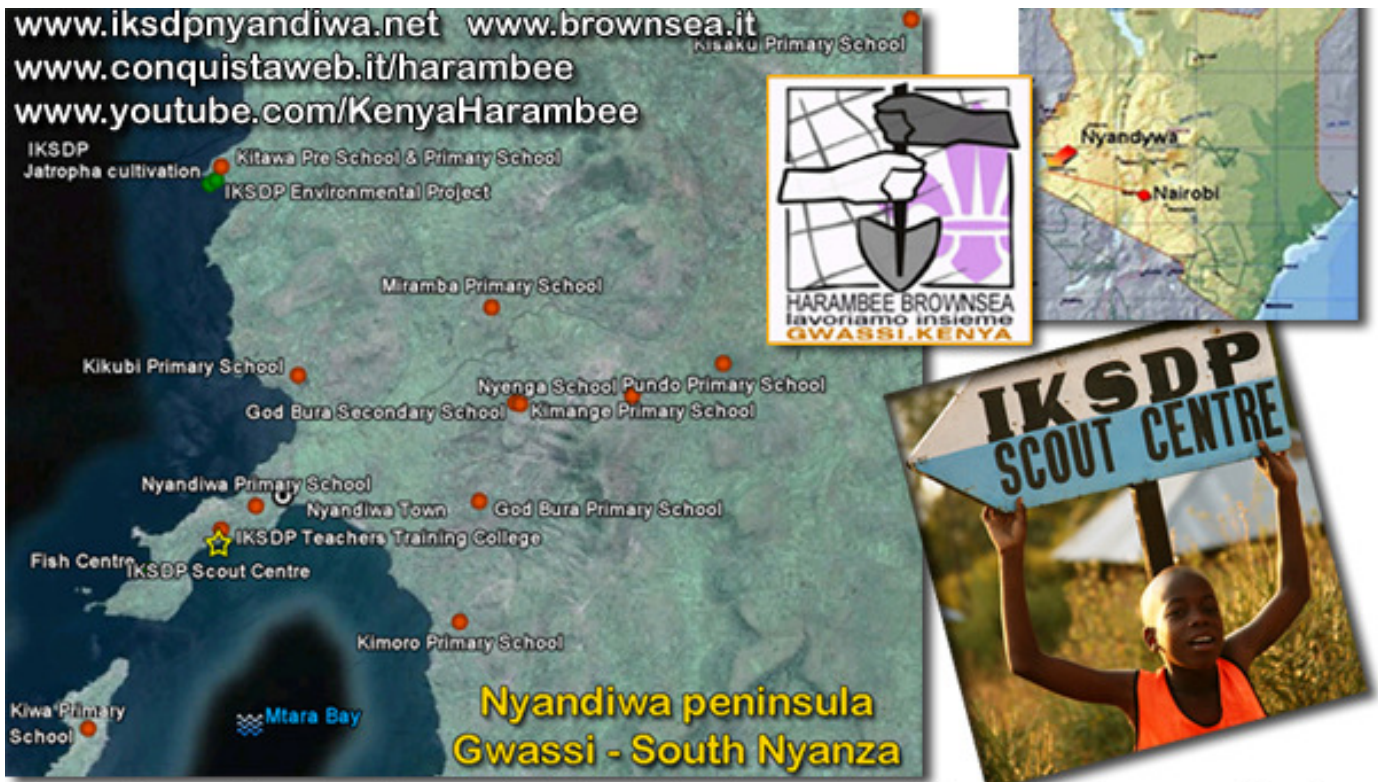 www.iksdpnyandiwa.net www.brownsea.it
www.conquistaweb.it/harambee
www.youtube.com/KenyaHarambee
Kisaku Primary School
IKSDP
Jatropha cultivation
Kitawa Pre School & Primary School
IKSDP Environmental Project
Miramba Primary School
Kikubi Primary School
Nyenga School
Pundo Primary School
God Bura Secondary School
Kimange Primary School
Nyandiwa Primary School
Nyandiwa Town
God Bura Primary School
IKSDP Teachers Training College
Fish Centre
IKSDP Scout Centre
Kimoro Primary School
Kiwa Primary
School
Mtara Bay
Nyandiwa peninsula
Gwassi - South Nyanza
HARAMBEE BROWNSEA
lavoriamo insieme
GWASSI.KENYA
Nyandywa
Nairobi
IKSDP
SCOUT CENTRE